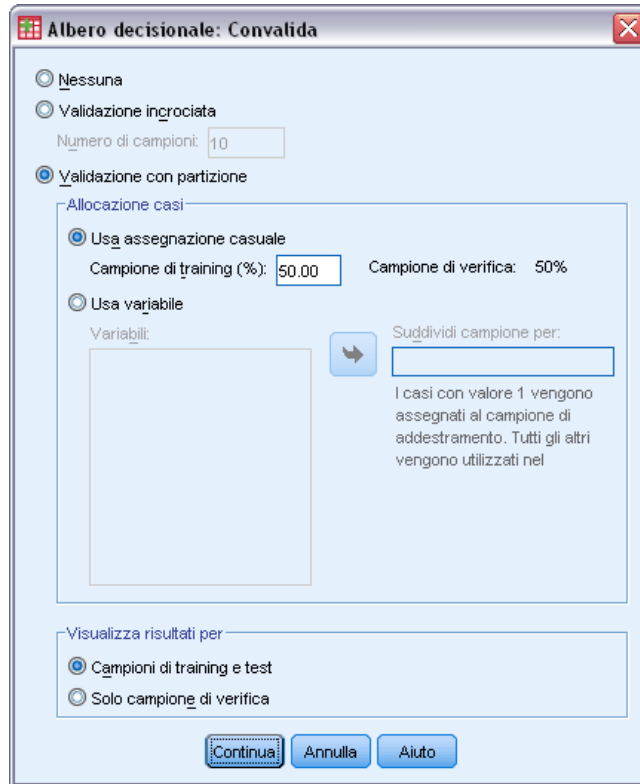 Albero decisionale: Convalida
Nessuna
Validazione incrociata
Numero di campioni: 10
Validazione con partizione
Allocazione casi
Usa assegnazione casuale
Campione di training (%): 50.00 Campione di verifica: 50%
Usa variabile
Variabili:
Suddividi campione per:
I casi con valore 1 vengono
assegnati al campione di
addestramento. Tutti gli altri
vengono utilizzati nel
Visualizza risultati per
Campioni di training e test
Solo campione di verifica
Continua Annulla Aiuto